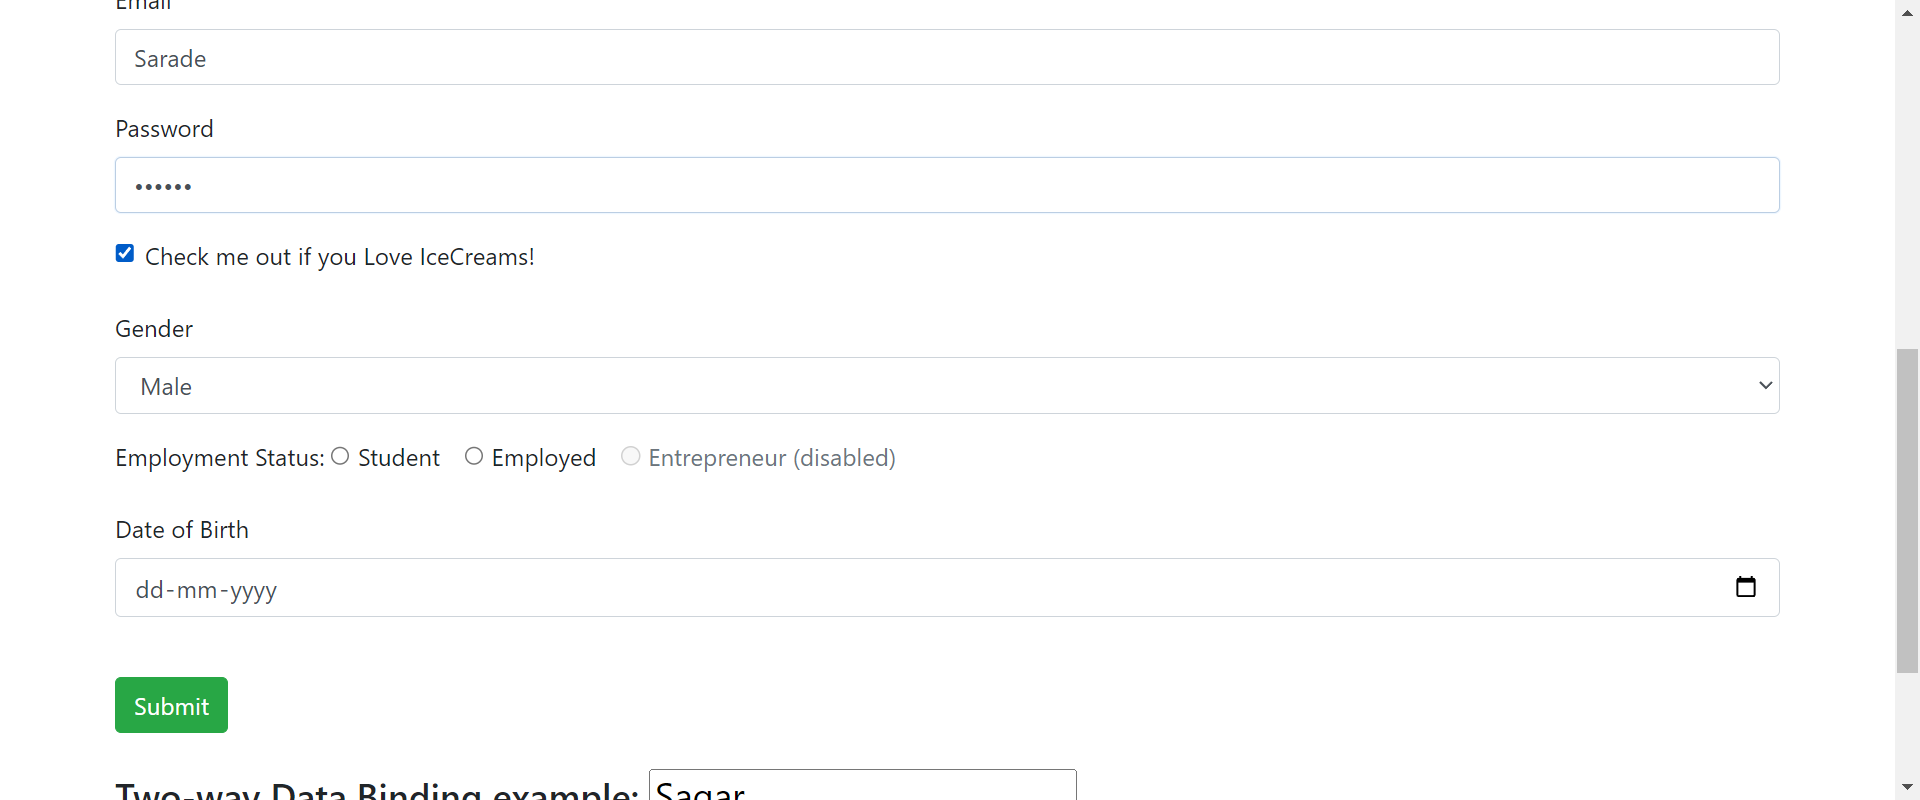 Email
Sarade
Password
••••••
Check me out if you Love IceCreams!
Gender
Male
Employment Status: Student Employed Entrepreneur (disabled)
Date of Birth
dd-mm-yyyy
Submit
Two-way Data Binding example: Sagar